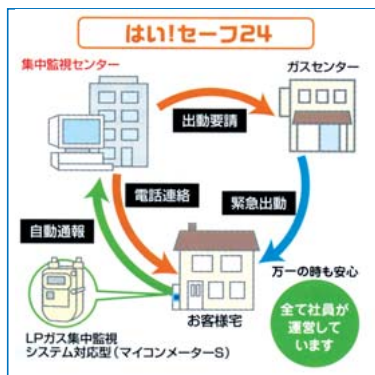 はい!セーフ24
集中監視センター
ガスセンター
出動要請
電話連絡
緊急出動
自動通報
お客様宅
万一の時も安心
全て社員が
運営して
います
LPガス集中監視
システム対応型(マイコンメーターS)